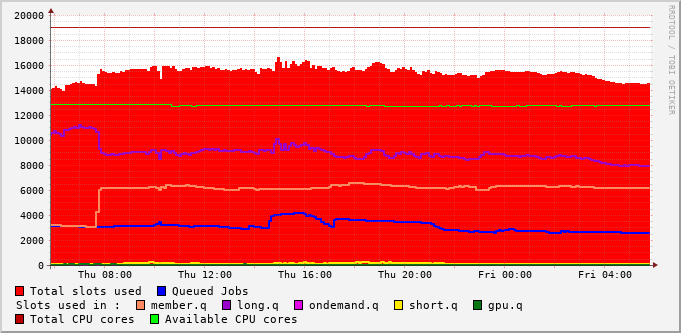 20000
18000
16000
14000
12000
10000
8000
6000
4000
2000
0
Thu 08:00 Thu 12:00 Thu 16:00 Thu 20:00 Fri 00:00 Fri 04:00
RRDTOOL / TOBI OETIKER
Total slots used Queued Jobs
Slots used in : member.q long.q ondemand.q short.q gpu.q
Total CPU cores Available CPU cores